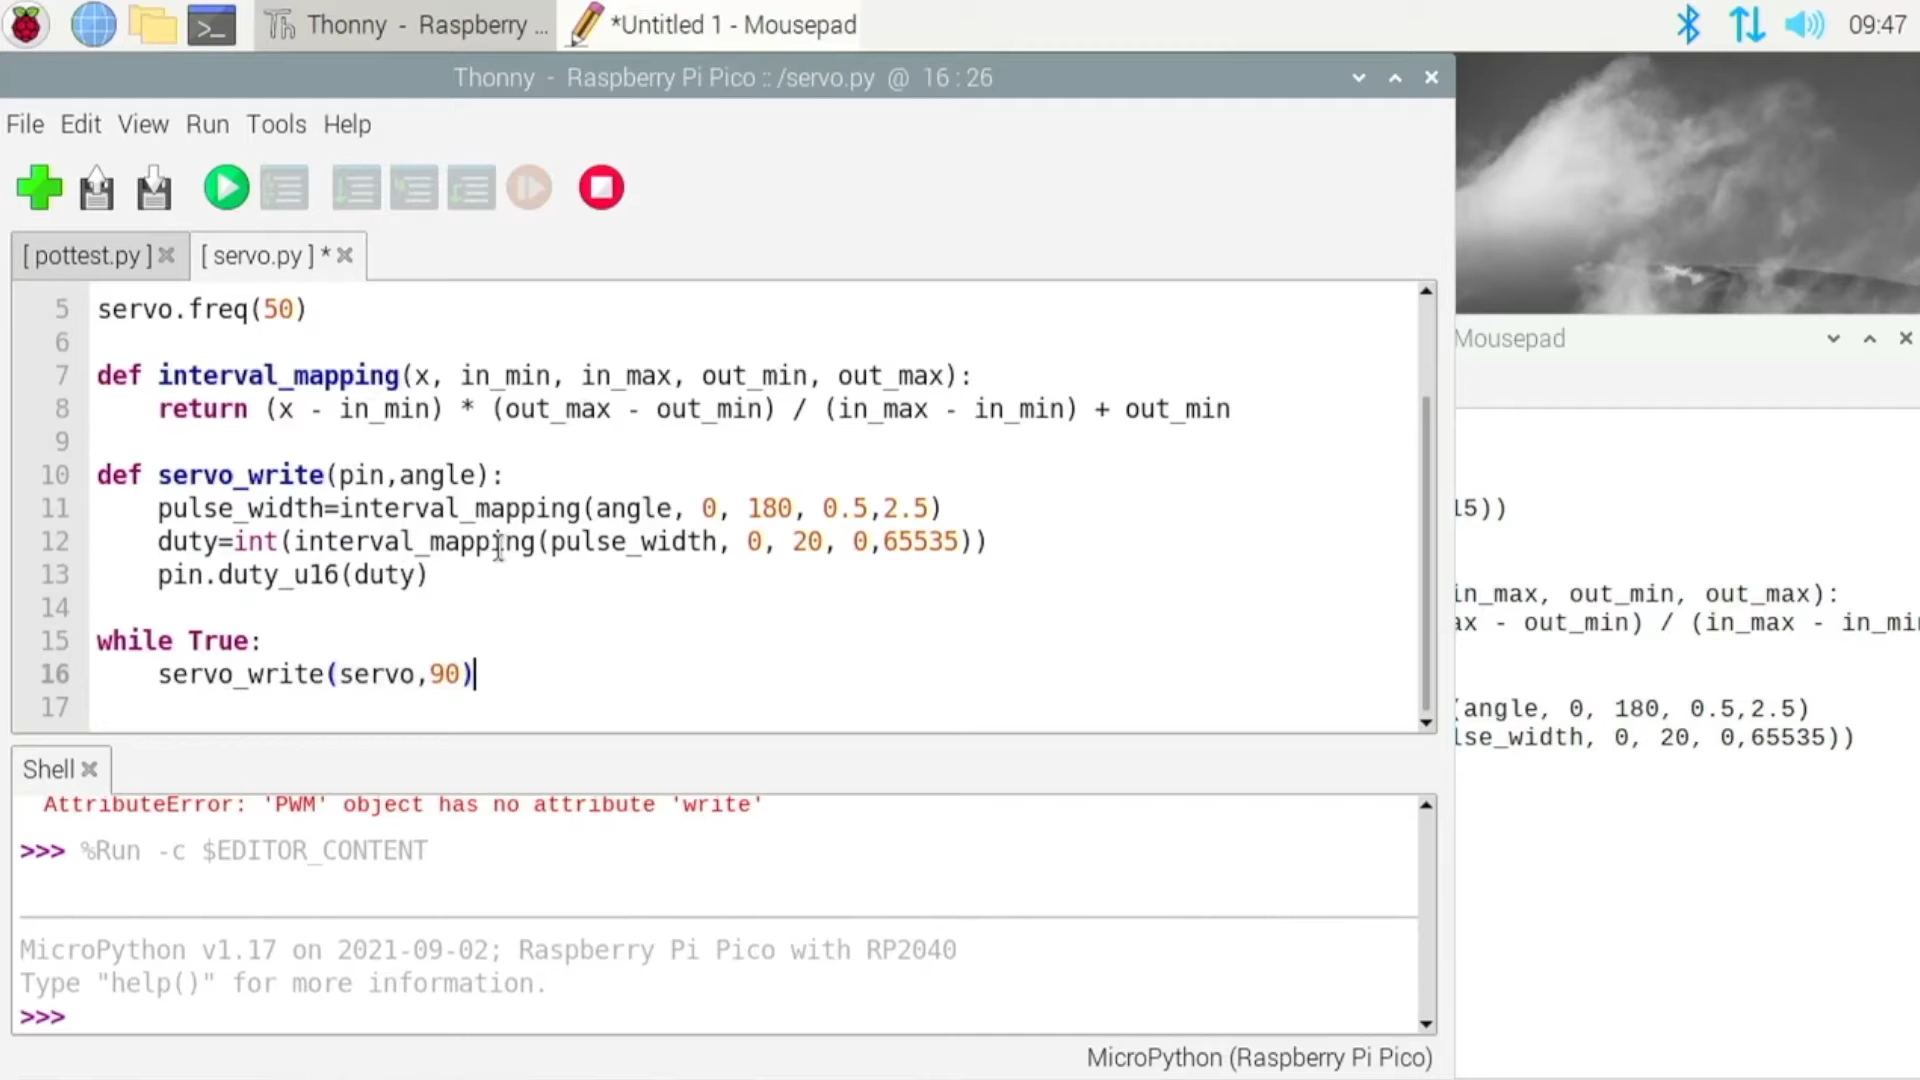 Thonny - Raspberry ...
*Untitled 1 - Mousepad
09:47
Thonny - Raspberry Pi Pico :: /servo.py @ 16 : 26
File Edit View Run Tools Help
[ pottest.py ]
[ servo.py ] *
5 servo.freq(50)
6
7 def interval_mapping(x, in_min, in_max, out_min, out_max):
8 return (x - in_min) * (out_max - out_min) / (in_max - in_min) + out_min
9
10 def servo_write(pin,angle):
11 pulse_width=interval_mapping(angle, 0, 180, 0.5,2.5)
12 duty=int(interval_mapping(pulse_width, 0, 20, 0,65535))
13 pin.duty_u16(duty)
14
15 while True:
16 servo_write(servo,90)
17
Shell
AttributeError: 'PWM' object has no attribute 'write'
>>> %Run -c $EDITOR_CONTENT
MicroPython v1.17 on 2021-09-02; Raspberry Pi Pico with RP2040
Type "help()" for more information.
>>>
MicroPython (Raspberry Pi Pico)
Mousepad
15))
in_max, out_min, out_max):
ax - out_min) / (in_max - in_mi
(angle, 0, 180, 0.5,2.5)
lse_width, 0, 20, 0,65535))